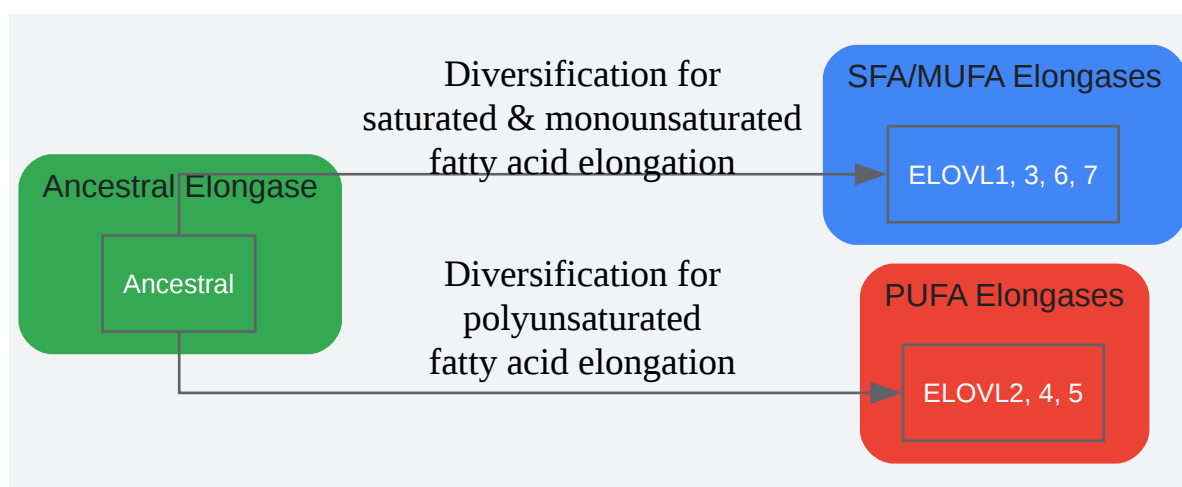 Ancestral Elongase
Ancestral
Diversification for
saturated & monounsaturated
fatty acid elongation
SFA/MUFA Elongases
ELOVL1, 3, 6, 7
Diversification for
polyunsaturated
fatty acid elongation
PUFA Elongases
ELOVL2, 4, 5